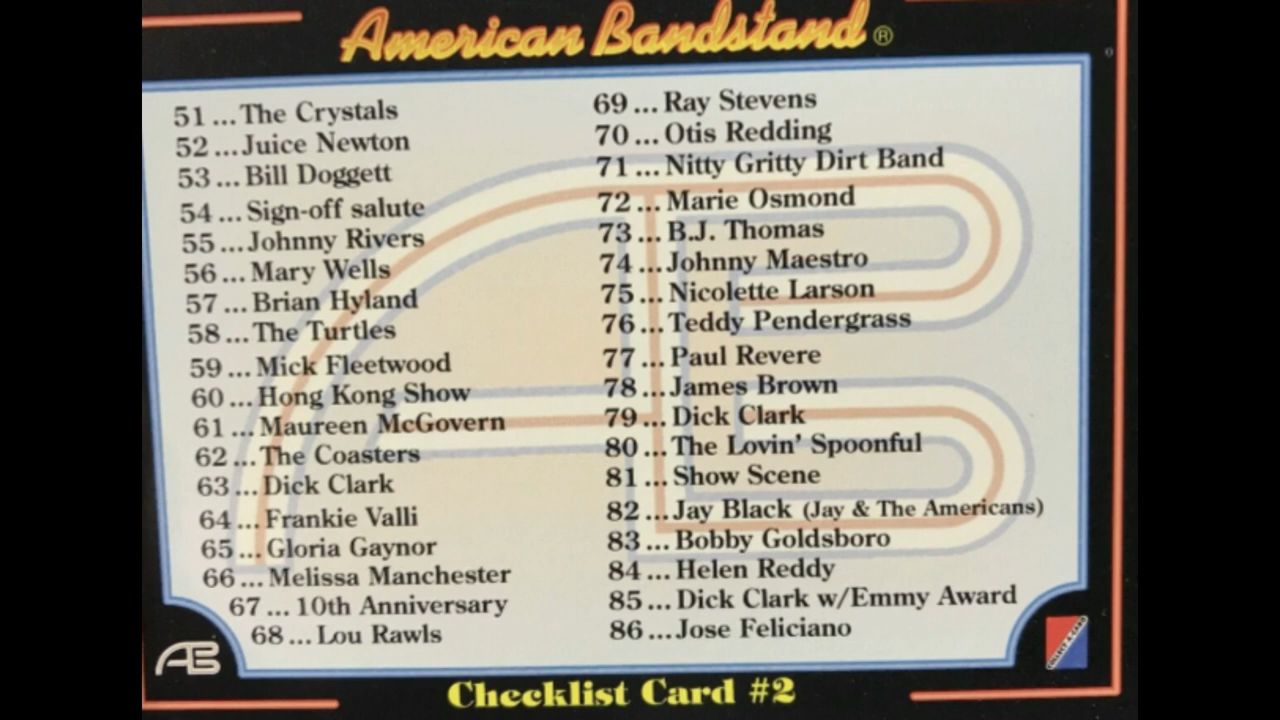 American Bandstand ®
51...The Crystals
52...Juice Newton
53...Bill Doggett
54...Sign-off salute
55...Johnny Rivers
56...Mary Wells
57...Brian Hyland
58...The Turtles
59...Mick Fleetwood
60...Hong Kong Show
61...Maureen McGovern
62...The Coasters
63...Dick Clark
64...Frankie Valli
65...Gloria Gaynor
66...Melissa Manchester
67...10th Anniversary
68...Lou Rawls
69...Ray Stevens
70...Otis Redding
71...Nitty Gritty Dirt Band
72...Marie Osmond
73...B.J. Thomas
74...Johnny Maestro
75...Nicolette Larson
76...Teddy Pendergrass
77...Paul Revere
78...James Brown
79...Dick Clark
80...The Lovin' Spoonful
81...Show Scene
82...Jay Black (Jay & The Americans)
83...Bobby Goldsboro
84...Helen Reddy
85...Dick Clark w/Emmy Award
86...Jose Feliciano
AB
COLLECT-A-CARD
Checklist Card #2